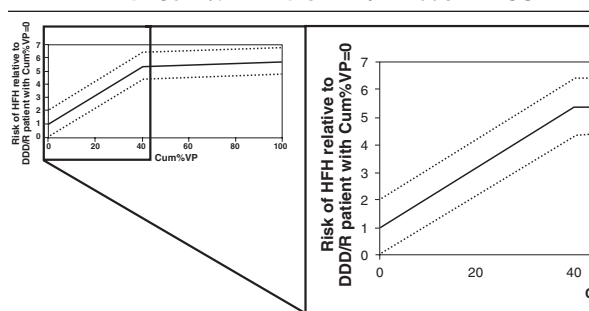 Risk of HFH relative to
DDD/R patient with Cum%VP=0
7
6
5
4
3
2
1
0
0 20 40 60 80 100
Cum%VP
Risk of HFH relative to
DDD/R patient with Cum%VP=0
7
6
5
4
3
2
1
0
0 20 40